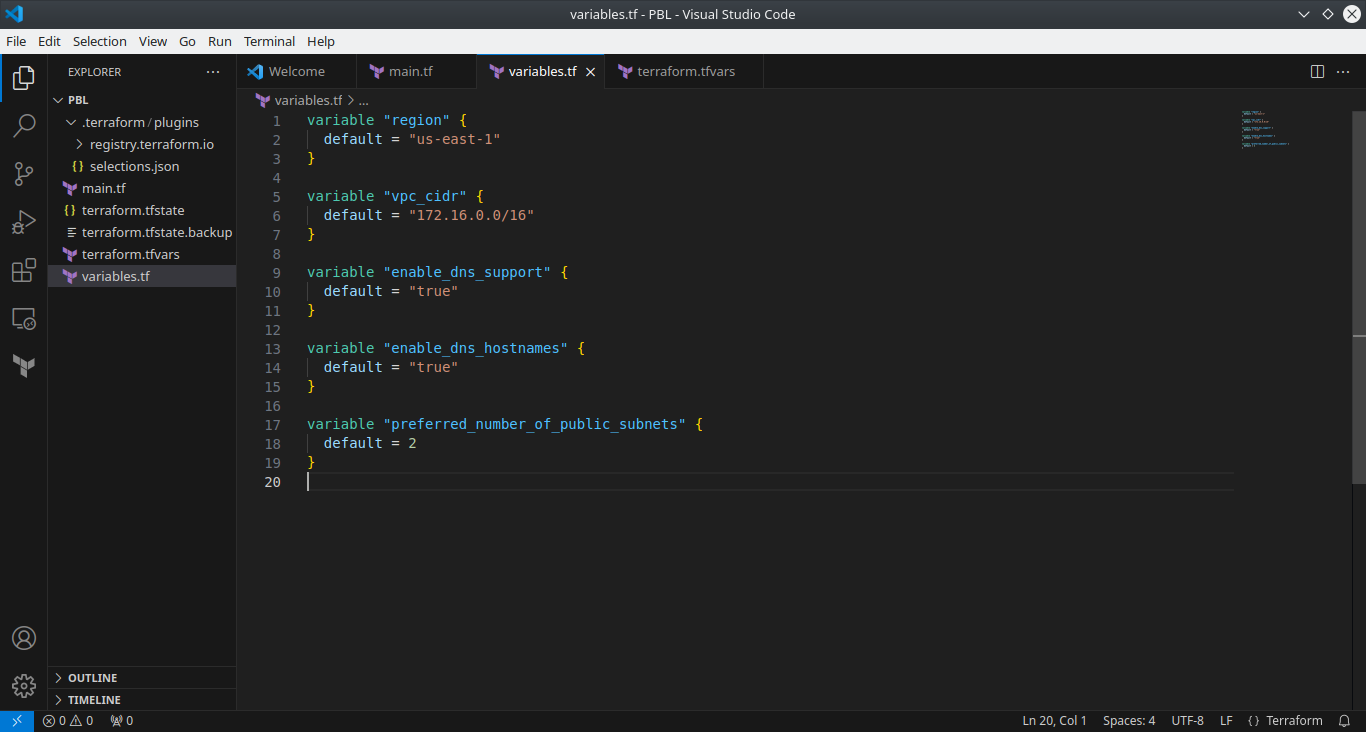 variables.tf - PBL - Visual Studio Code
File Edit Selection View Go Run Terminal Help
EXPLORER
Welcome main.tf variables.tf terraform.tfvars
PBL
.terraform / plugins
registry.terraform.io
selections.json
main.tf
terraform.tfstate
terraform.tfstate.backup
terraform.tfvars
variables.tf
OUTLINE
TIMELINE
variables.tf > ...
1 variable "region" {
2   default = "us-east-1"
3 }
4
5 variable "vpc_cidr" {
6   default = "172.16.0.0/16"
7 }
8
9 variable "enable_dns_support" {
10   default = "true"
11 }
12
13 variable "enable_dns_hostnames" {
14   default = "true"
15 }
16
17 variable "preferred_number_of_public_subnets" {
18   default = 2
19 }
20
0 0 0 Ln 20, Col 1 Spaces: 4 UTF-8 LF {} Terraform